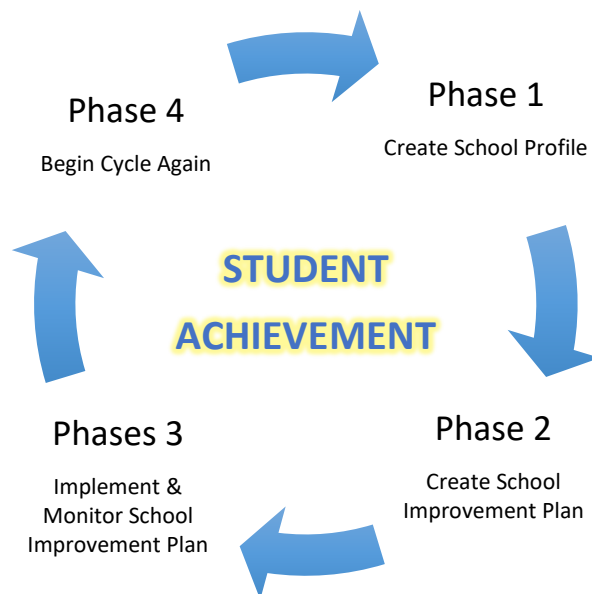 Phase 1
Create School Profile
Phase 2
Create School
Improvement Plan
Phases 3
Implement &
Monitor School
Improvement Plan
Phase 4
Begin Cycle Again
STUDENT
ACHIEVEMENT